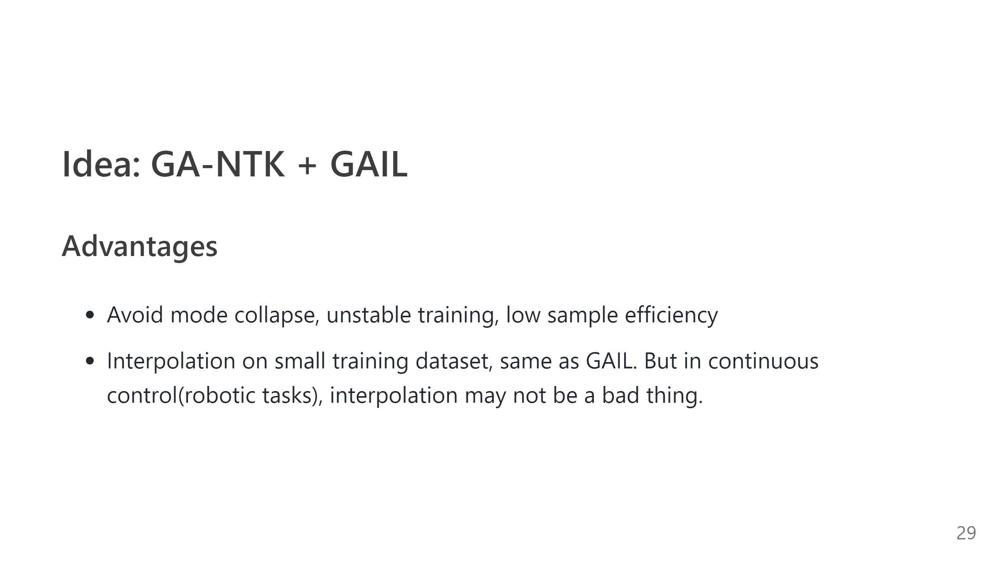 Idea: GA-NTK + GAIL
Advantages
• Avoid mode collapse, unstable training, low sample efficiency
• Interpolation on small training dataset, same as GAIL. But in continuous
control(robotic tasks), interpolation may not be a bad thing.
29